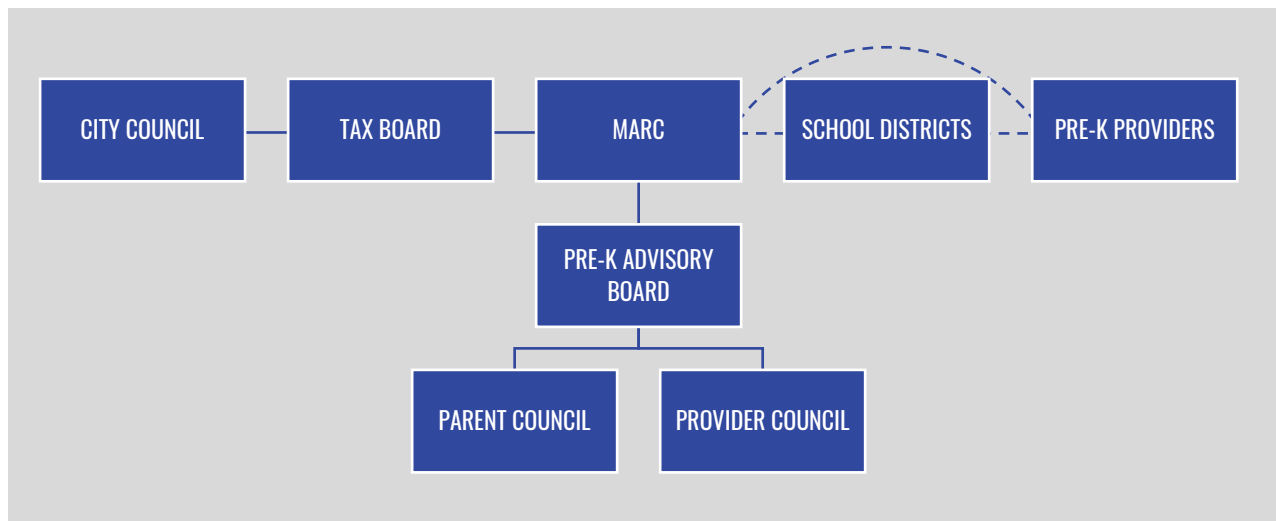 CITY COUNCIL
TAX BOARD
MARC
SCHOOL DISTRICTS
PRE-K PROVIDERS
PRE-K ADVISORY
BOARD
PARENT COUNCIL
PROVIDER COUNCIL